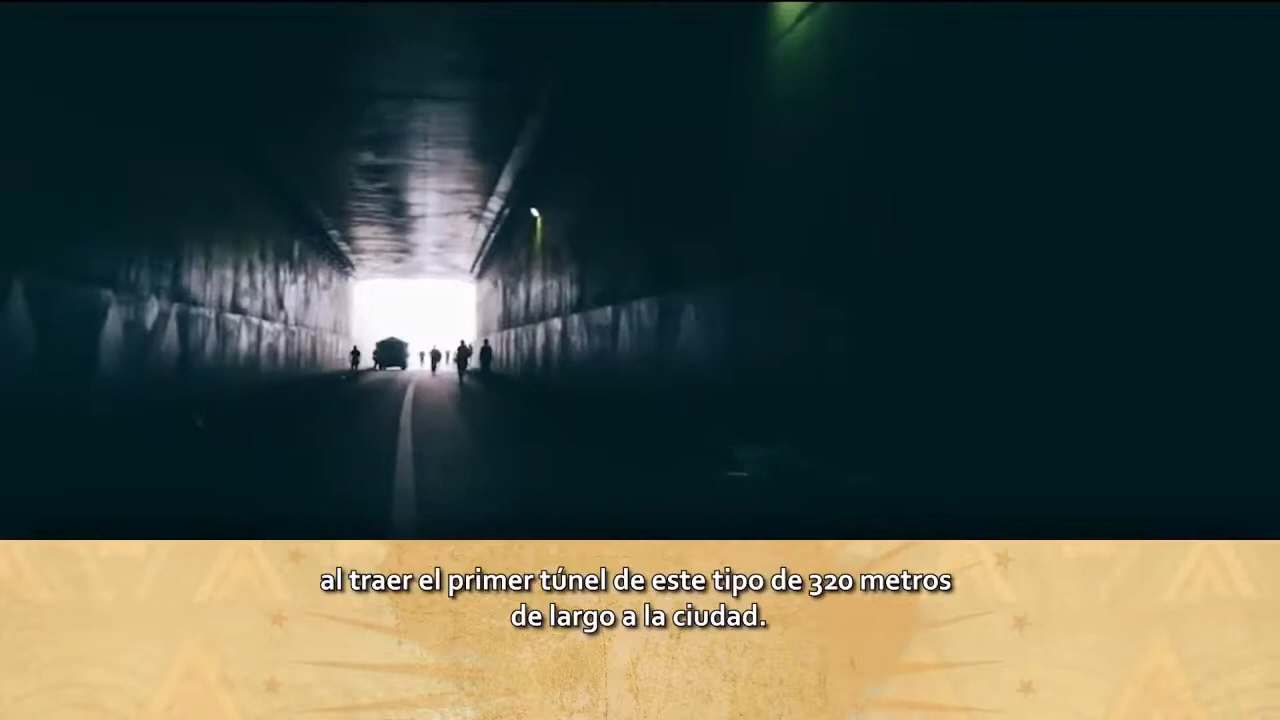 al traer el primer túnel de este tipo de 320 metros
de largo a la ciudad.